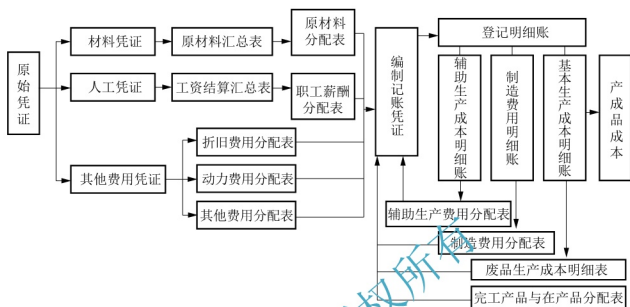 原始凭证
材料凭证
原材料汇总表
原材料
分配表
人工凭证
工资结算汇总表
职工薪酬
分配表
其他费用凭证
折旧费用分配表
动力费用分配表
其他费用分配表
编制记账凭证
登记明细账
辅助生产成本明细账
制造费用明细账
基本生产成本明细账
产成品成本
辅助生产费用分配表
制造费用分配表
废品生产成本明细表
完工产品与在产品分配表
权所有